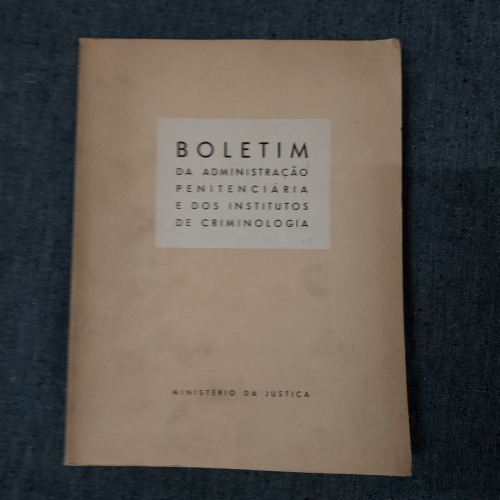 BOLETIM
DA ADMINISTRAÇÃO
PENITENCIÁRIA
E DOS INSTITUTOS
DE CRIMINOLOGIA
MINISTÉRIO DA JUSTIÇA